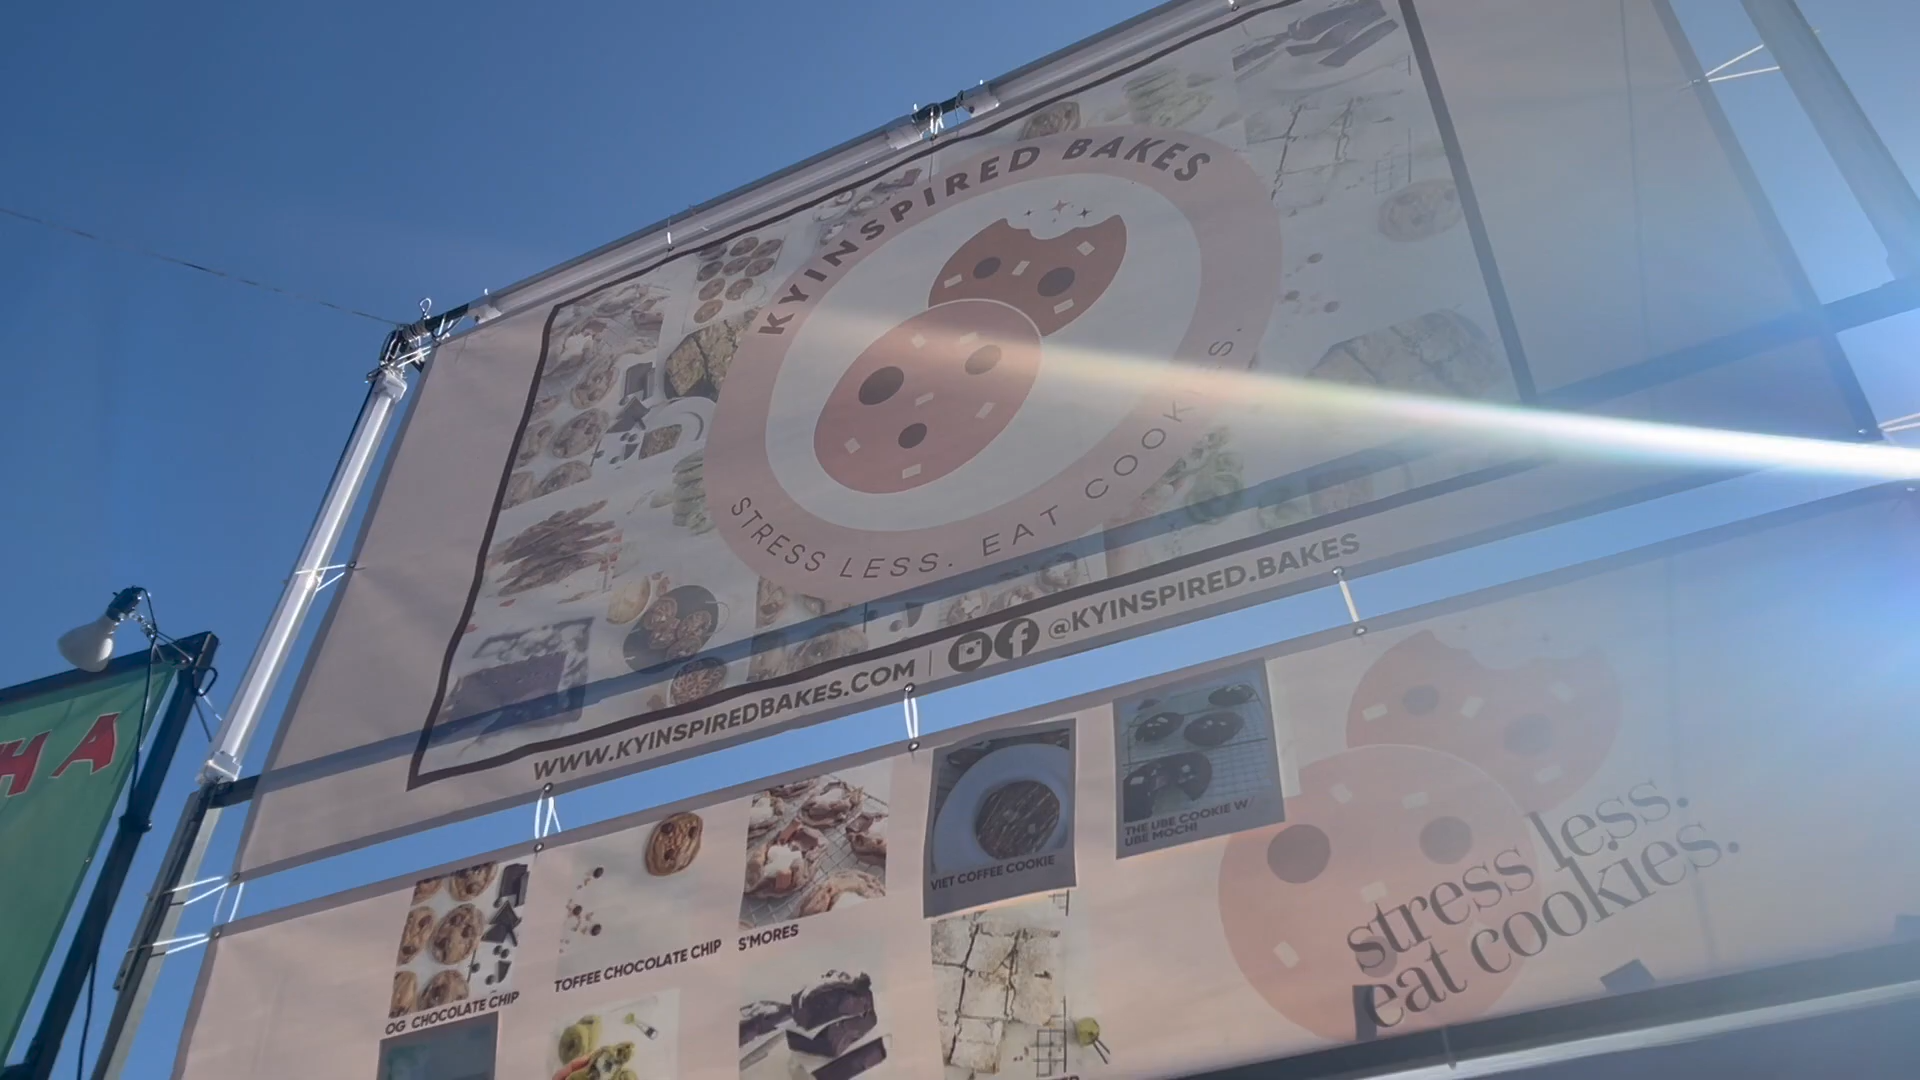 KYINSPIRED BAKES
STRESS LESS. EAT COOKIES.
WWW.KYINSPIREDBAKES.COM | @KYINSPIRED.BAKES
HA
THE UBE COOKIE W/
UBE MOCHI
VIET COFFEE COOKIE
S'MORES
TOFFEE CHOCOLATE CHIP
OG CHOCOLATE CHIP
stress less.
eat cookies.